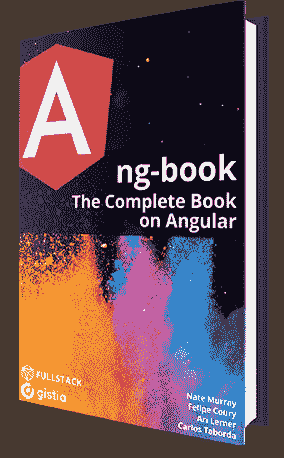 A
ng-book
The Complete Book
on Angular
FULLSTACK
gistia
Nate Murray
Felipe Coury
Ari Lerner
Carlos Taborda